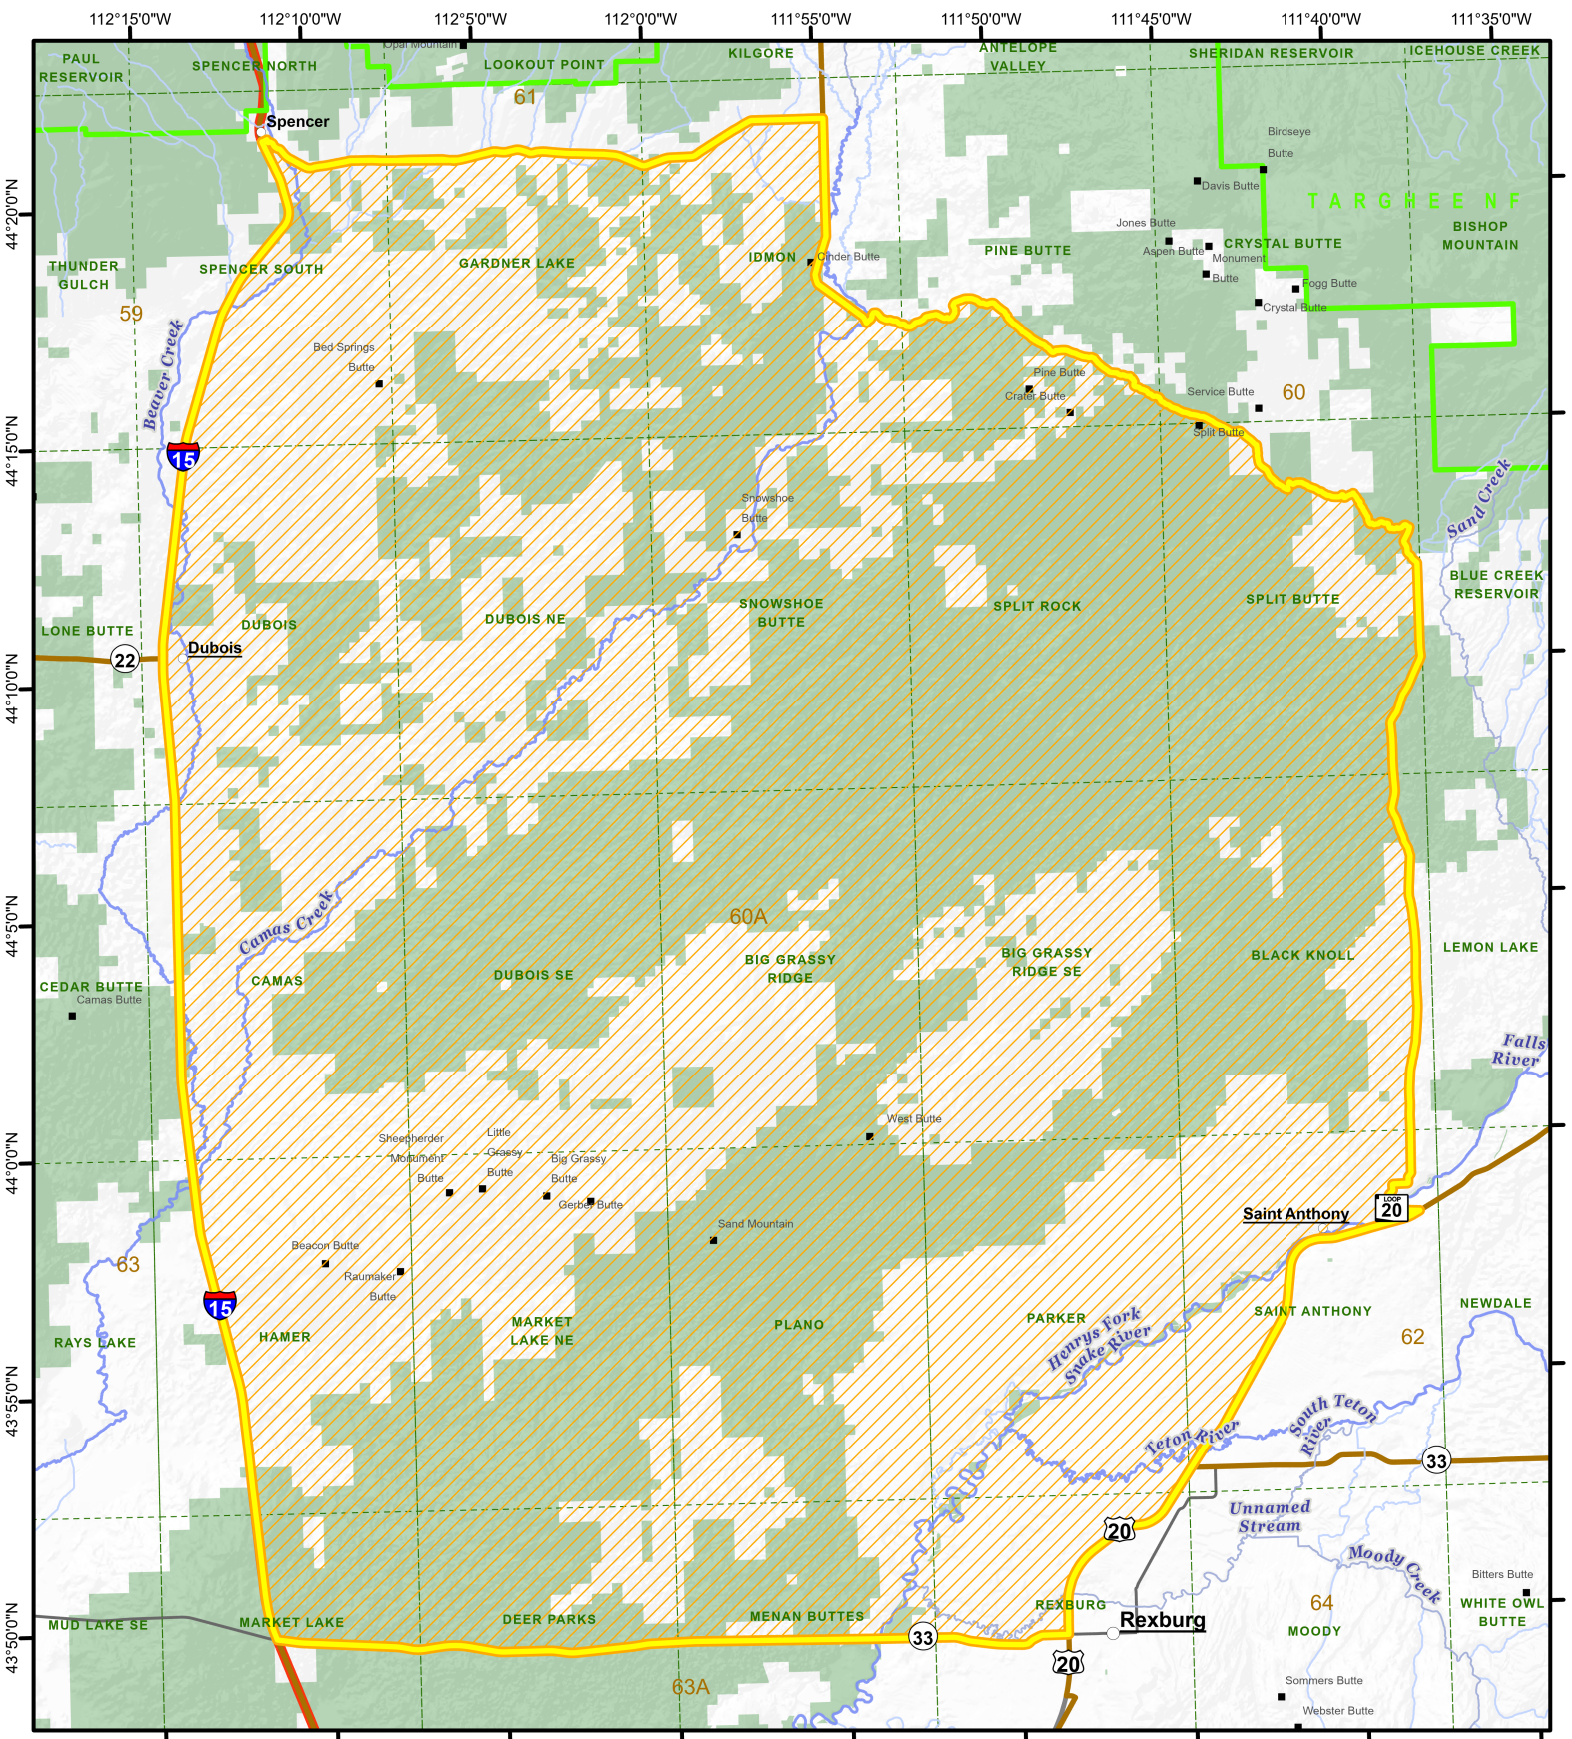 112°15'0"W
112°10'0"W
112°5'0"W
112°0'0"W
111°55'0"W
111°50'0"W
111°45'0"W
111°40'0"W
111°35'0"W
PAUL
RESERVOIR
SPENCER NORTH
Opal Mountain
LOOKOUT POINT
KILGORE
ANTELOPE
VALLEY
SHERIDAN RESERVOIR
ICEHOUSE CREEK
61
Spencer
Birdseye
Butte
Davis Butte
TARGHEE NF
44°20'0"N
Jones Butte
Aspen Butte
Monument
Butte
CRYSTAL BUTTE
BISHOP
MOUNTAIN
THUNDER
GULCH
SPENCER SOUTH
GARDNER LAKE
IDMON
Cinder Butte
PINE BUTTE
Fogg Butte
Crystal Butte
59
Beaver Creek
Bed Springs
Butte
Pine Butte
Crater Butte
Service Butte
60
Split Butte
44°15'0"N
15
Snowshoe
Butte
Sand Creek
BLUE CREEK
RESERVOIR
LONE BUTTE
DUBOIS
DUBOIS NE
SNOWSHOE
BUTTE
SPLIT ROCK
SPLIT BUTTE
22
Dubois
44°10'0"N
44°5'0"N
60A
Camas Creek
CEDAR BUTTE
Camas Butte
CAMAS
DUBOIS SE
BIG GRASSY
RIDGE
BIG GRASSY
RIDGE SE
BLACK KNOLL
LEMON LAKE
Falls
River
44°0'0"N
Sheepherder
Monument
Butte
Little
Grassy
Butte
Big Grassy
Butte
Gerber Butte
West Butte
Sand Mountain
Saint Anthony
LOOP
20
63
Beacon Butte
Raumaker
Butte
15
RAYS LAKE
HAMER
MARKET
LAKE NE
PLANO
PARKER
Henrys Fork
Snake River
SAINT ANTHONY
NEWDALE
62
43°55'0"N
Teton River
South Teton
River
33
Unnamed
Stream
20
Moody Creek
Bitters Butte
43°50'0"N
MUD LAKE SE
MARKET LAKE
DEER PARKS
MENAN BUTTES
33
REXBURG
Rexburg
64
MOODY
WHITE OWL
BUTTE
20
63A
Sommers Butte
Webster Butte